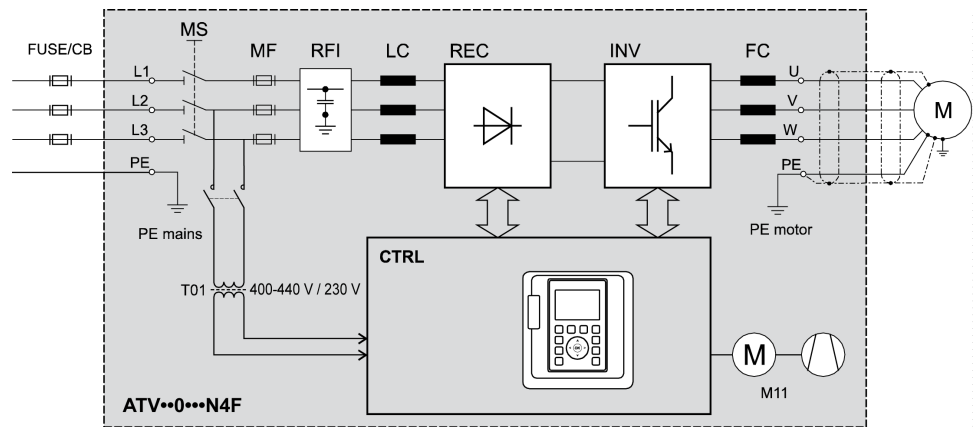 MS
FUSE/CB
MF
RFI
LC
REC
INV
FC
L1
L2
L3
PE
U
V
W
PE
M
PE mains
PE motor
CTRL
T01
400-440 V / 230 V
OK
M
M11
ATV••0•••N4F